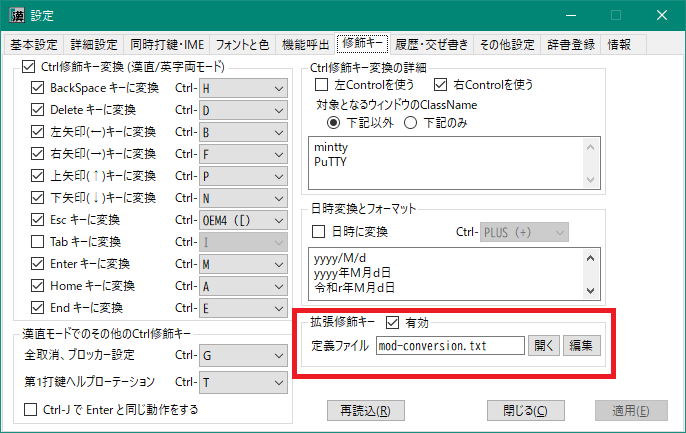 漢 設定
基本設定 詳細設定 同時打鍵・IME フォントと色 機能呼出 修飾キー 履歴・交ぜ書き その他設定 辞書登録 情報
Ctrl修飾キー変換 (漢直/英字両モード)
BackSpace キーに変換 Ctrl- H
Delete キーに変換 Ctrl- D
左矢印(←)キーに変換 Ctrl- B
右矢印(→)キーに変換 Ctrl- F
上矢印(↑)キーに変換 Ctrl- P
下矢印(↓)キーに変換 Ctrl- N
Esc キーに変換 Ctrl- OEM4 ([)
Tab キーに変換 Ctrl- I
Enter キーに変換 Ctrl- M
Home キーに変換 Ctrl- A
End キーに変換 Ctrl- E
漢直モードでのその他のCtrl修飾キー
全取消、ブロッカー設定 Ctrl- G
第1打鍵ヘルプローテーション Ctrl- T
Ctrl-J で Enter と同じ動作をする
Ctrl修飾キー変換の詳細
左Controlを使う 右Controlを使う
対象となるウィンドウのClassName
下記以外 下記のみ
mintty
PuTTY
日時変換とフォーマット
日時に変換 Ctrl- PLUS (+)
yyyy/M/d
yyyy年M月d日
令和r年M月d日
拡張修飾キー 有効
定義ファイル mod-conversion.txt 開く 編集
再読込(R) 閉じる(C) 適用(E)